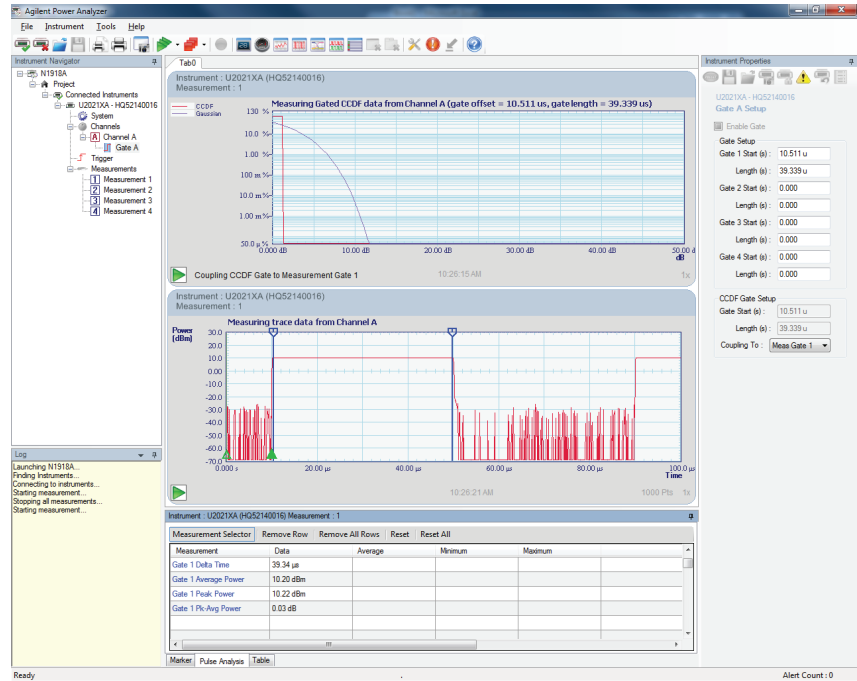 Agilent Power Analyzer
File Instrument Tools Help
Instrument Navigator
N1918A
Project
Connected Instruments
U2021XA - HQ52140016
System
Channels
A Channel A
Gate A
Trigger
Measurements
1 Measurement 1
2 Measurement 2
3 Measurement 3
4 Measurement 4
Log
Launching N1918A...
Finding Instruments...
Connecting to instruments...
Starting measurement...
Stopping all measurements...
Starting measurement...
Tab0
Instrument : U2021XA (HQ52140016)
Measurement : 1
CCDF
Gaussian
Measuring Gated CCDF data from Channel A (gate offset = 10.511 us, gate length = 39.339 us)
130 %
10.0 %
1.00 %
100 m%
10.0 m%
1.00 m%
50.0 µ%
0.000 dB 10.00 dB 20.00 dB 30.00 dB 40.00 dB 50.00 d
dB
Coupling CCDF Gate to Measurement Gate 1 10:26:15 AM 1x
Instrument : U2021XA (HQ52140016)
Measurement : 1
Measuring trace data from Channel A
Power
(dBm)
30.0
20.0
10.0
0.00
-10.0
-20.0
-30.0
-40.0
-50.0
-60.0
-70.0
0.000 s 20.00 µs 40.00 µs 60.00 µs 80.00 µs 100.0 µs
Time
10:26:21 AM 1000 Pts 1x
Instrument : U2021XA (HQ52140016) Measurement : 1
Measurement Selector Remove Row Remove All Rows Reset Reset All
Measurement Data Average Minimum Maximum
Gate 1 Delta Time 39.34 µs
Gate 1 Average Power 10.20 dBm
Gate 1 Peak Power 10.22 dBm
Gate 1 Pk-Avg Power 0.03 dB
Marker Pulse Analysis Table
Instrument Properties
U2021XA - HQ52140016
Gate A Setup
Enable Gate
Gate Setup
Gate 1 Start (s) : 10.511 u
Length (s) : 39.339 u
Gate 2 Start (s) : 0.000
Length (s) : 0.000
Gate 3 Start (s) : 0.000
Length (s) : 0.000
Gate 4 Start (s) : 0.000
Length (s) : 0.000
CCDF Gate Setup
Gate Start (s) : 10.511 u
Length (s) : 39.339 u
Coupling To : Meas Gate 1
Ready
Alert Count : 0